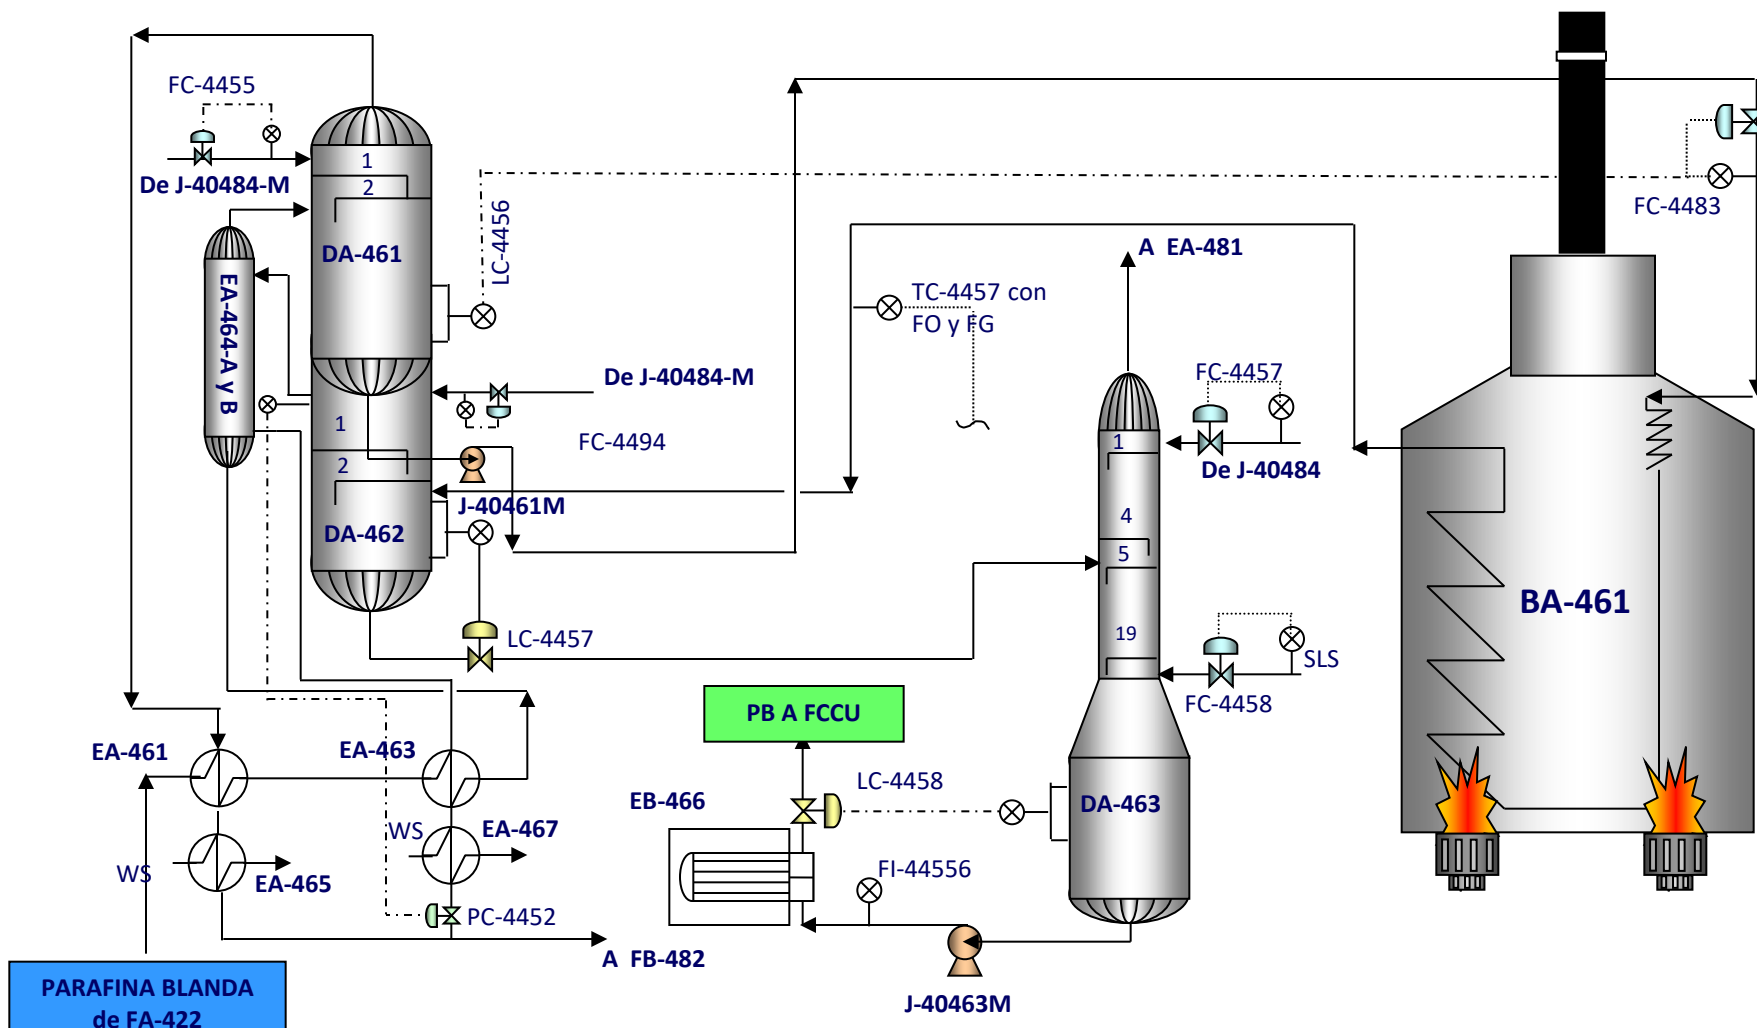 FC-4455
De J-40484-M
1
2
DA-461
LC-4456
EA-464-A y B
FC-4483
A EA-481
TC-4457 con
FO y FG
De J-40484-M
FC-4457
FC-4494
1
2
1
De J-40484
J-40461M
DA-462
4
5
BA-461
19
LC-4457
SLS
FC-4458
PB A FCCU
EA-461
EA-463
LC-4458
EB-466
DA-463
WS
EA-467
WS
EA-465
FI-44556
PC-4452
A FB-482
PARAFINA BLANDA
de FA-422
J-40463M